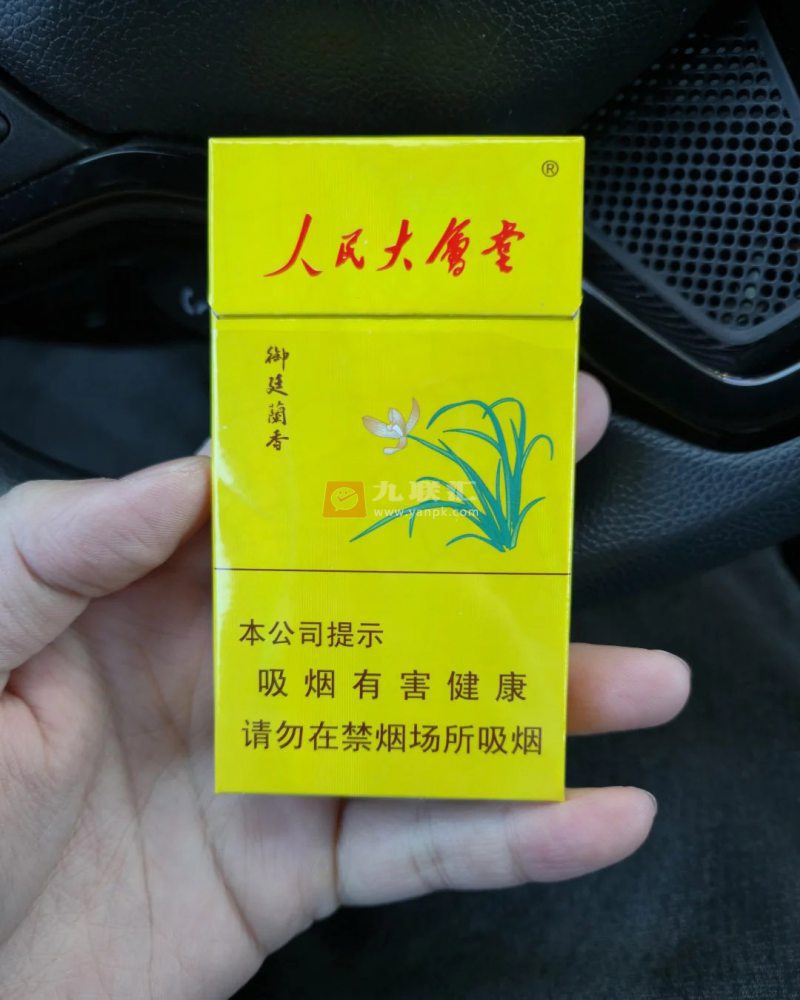 ®
人民大會堂
御廷蘭香
九联汇
www.yanpk.com
本公司提示
吸烟有害健康
请勿在禁烟场所吸烟